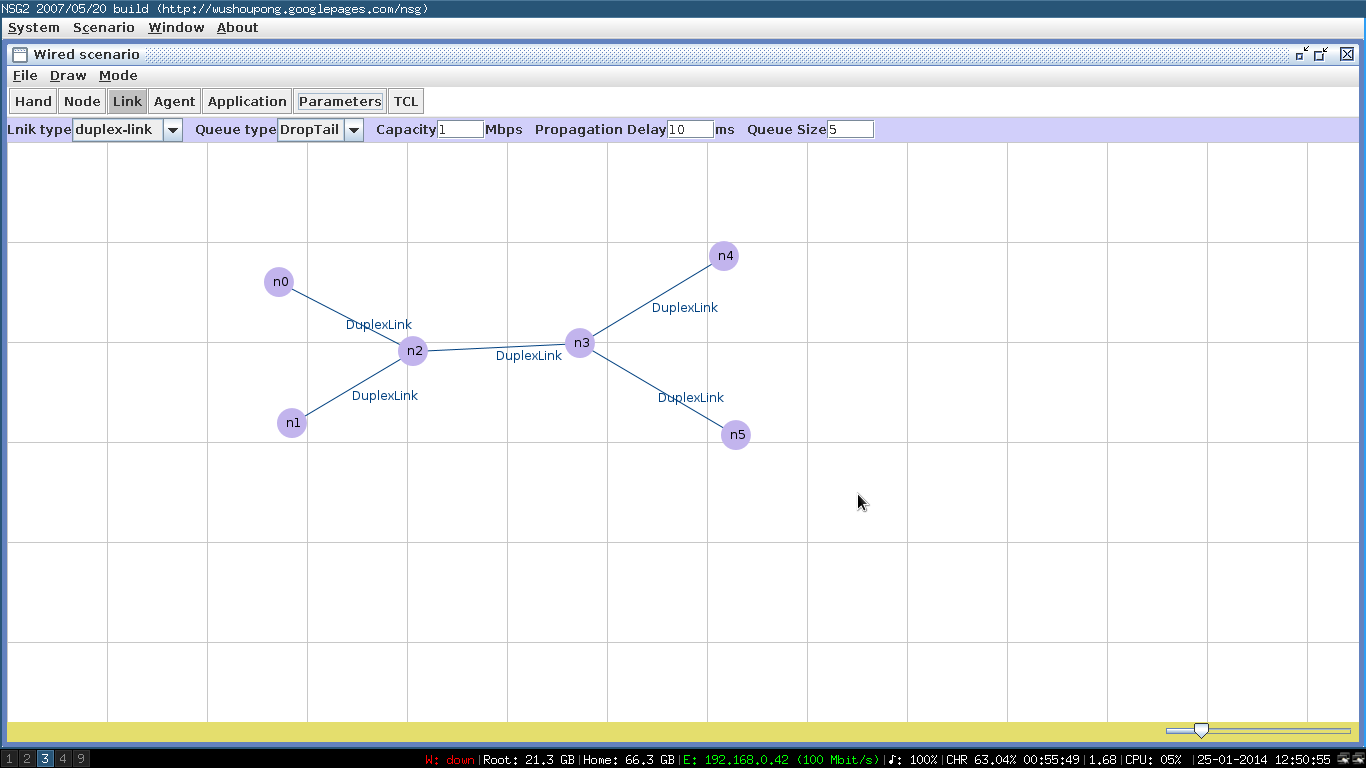 NSG2 2007/05/20 build (http://wushoupong.googlepages.com/nsg)
System Scenario Window About
Wired scenario
File Draw Mode
Hand Node Link Agent Application Parameters TCL
Lnik type duplex-link Queue type DropTail Capacity 1 Mbps Propagation Delay 10 ms Queue Size 5
n4
n0
DuplexLink
DuplexLink
n3
n2
DuplexLink
DuplexLink
DuplexLink
n1
n5
1 2 3 4 9 W: down|Root: 21.3 GB|Home: 66.3 GB|E: 192.168.0.42 (100 Mbit/s)|♪: 100%|CHR 63.04% 00:55:49|1.68|CPU: 05% |25-01-2014 12:50:55